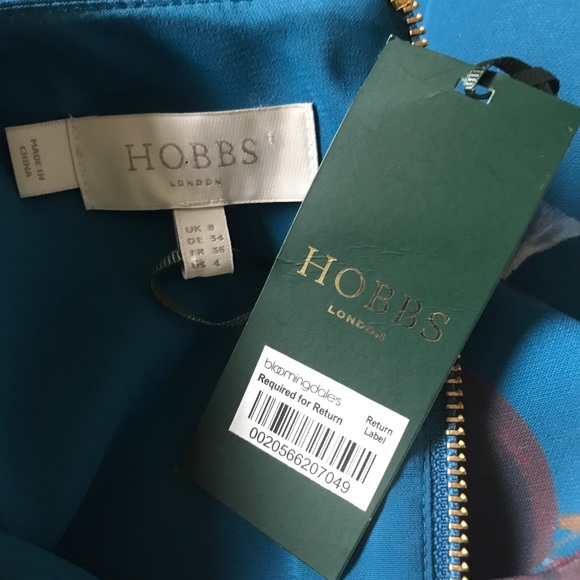 MADE IN
CHINA
HOBBS
LONDON
UK 8
DE 34
FR 36
US 4
HOBBS
LONDON
bloomingdale's
Required for Return
Return
Label
0020566207049